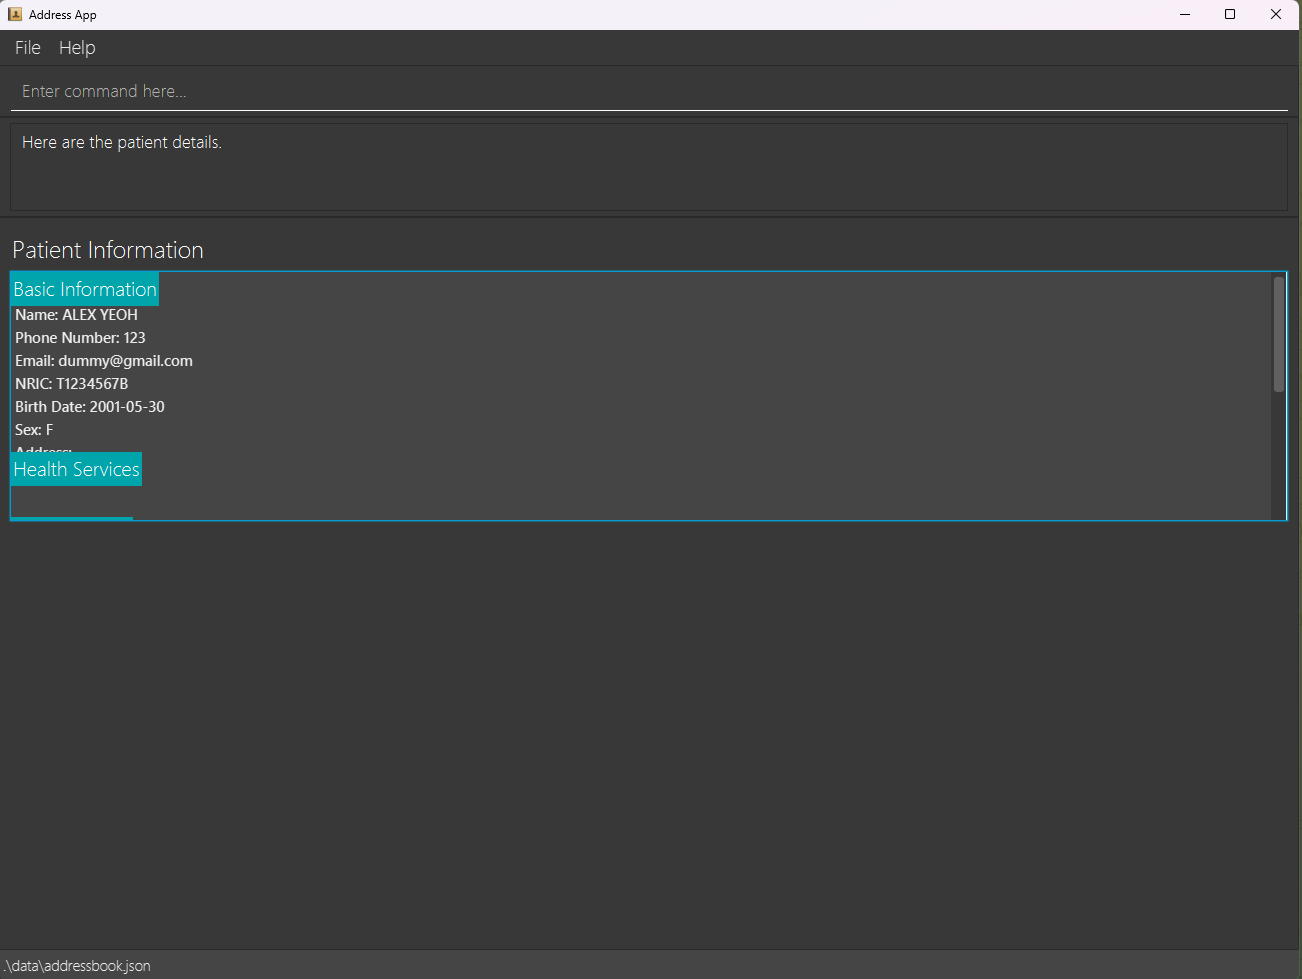 Address App
File Help
Enter command here...
Here are the patient details.
Patient Information
Basic Information
Name: ALEX YEOH
Phone Number: 123
Email: dummy@gmail.com
NRIC: T1234567B
Birth Date: 2001-05-30
Sex: F
Address:
Health Services
.\data\addressbook.json